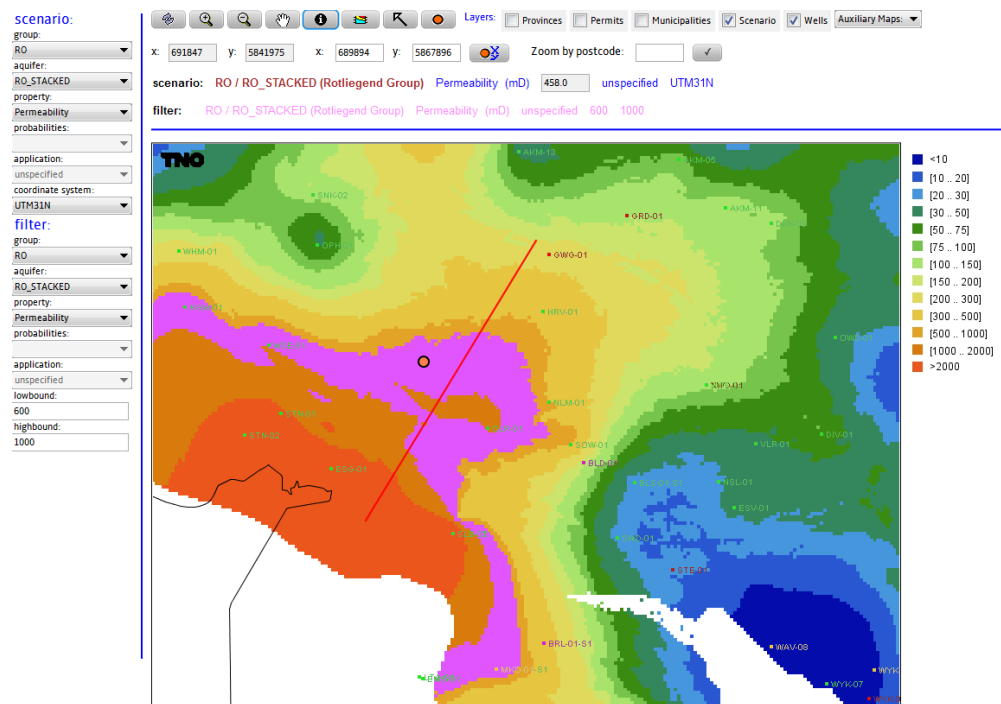 scenario:
group:
RO
aquifer:
RO_STACKED
property:
Permeability
probabilities:
application:
unspecified
coordinate system:
UTM31N
filter:
group:
RO
aquifer:
RO_STACKED
property:
Permeability
probabilities:
application:
unspecified
lowbound:
600
highbound:
1000
Layers: Provinces Permits Municipalities Scenario Wells Auxiliary Maps:
x: 691847 y: 5841975 x: 689894 y: 5867896 Zoom by postcode:
scenario: RO / RO_STACKED (Rotliegend Group) Permeability (mD) 458.0 unspecified UTM31N
filter: RO / RO_STACKED (Rotliegend Group) Permeability (mD) unspecified 600 1000
TNO
AKM-13
SNK-02
GRD-01
AKM-11
WHM-01
GWG-01
HRV-01
NLM-01
STN-02
SOW-01
VLR-01
DIV-01
NSL-01
ESV-01
ESG-01
BRL-01-S1
WAV-08
WYK-07
<10
[10 .. 20]
[20 .. 30]
[30 .. 50]
[50 .. 75]
[75 .. 100]
[100 .. 150]
[150 .. 200]
[200 .. 300]
[300 .. 500]
[500 .. 1000]
[1000 .. 2000]
>2000